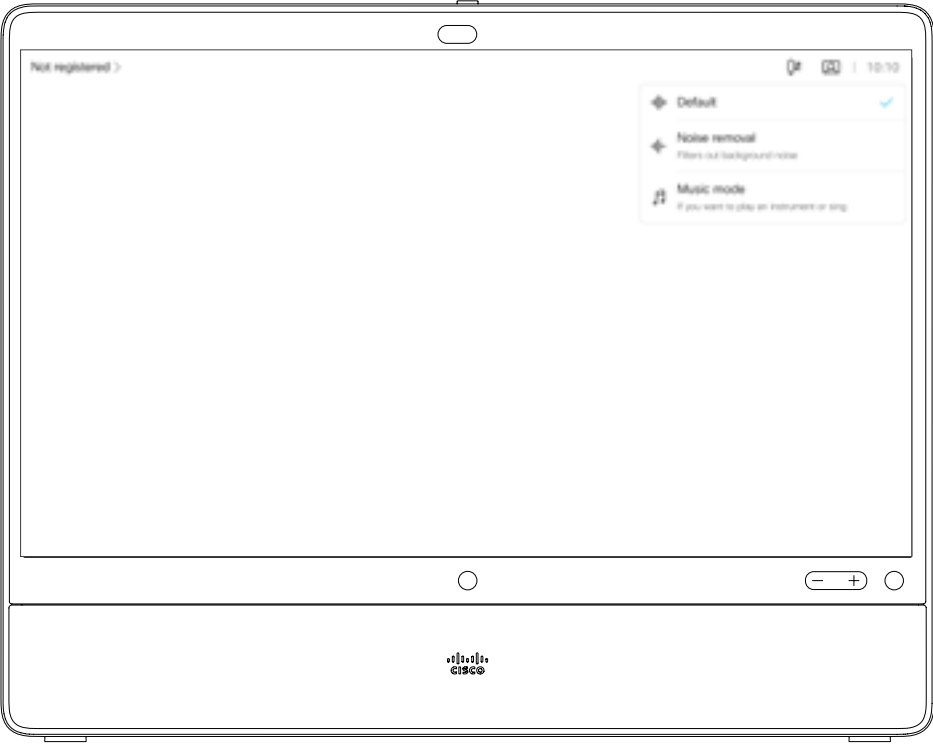 Not registered
10:10
Default
Noise removal
Filters out background noise
Music mode
If you want to play an instrument or sing
CISCO